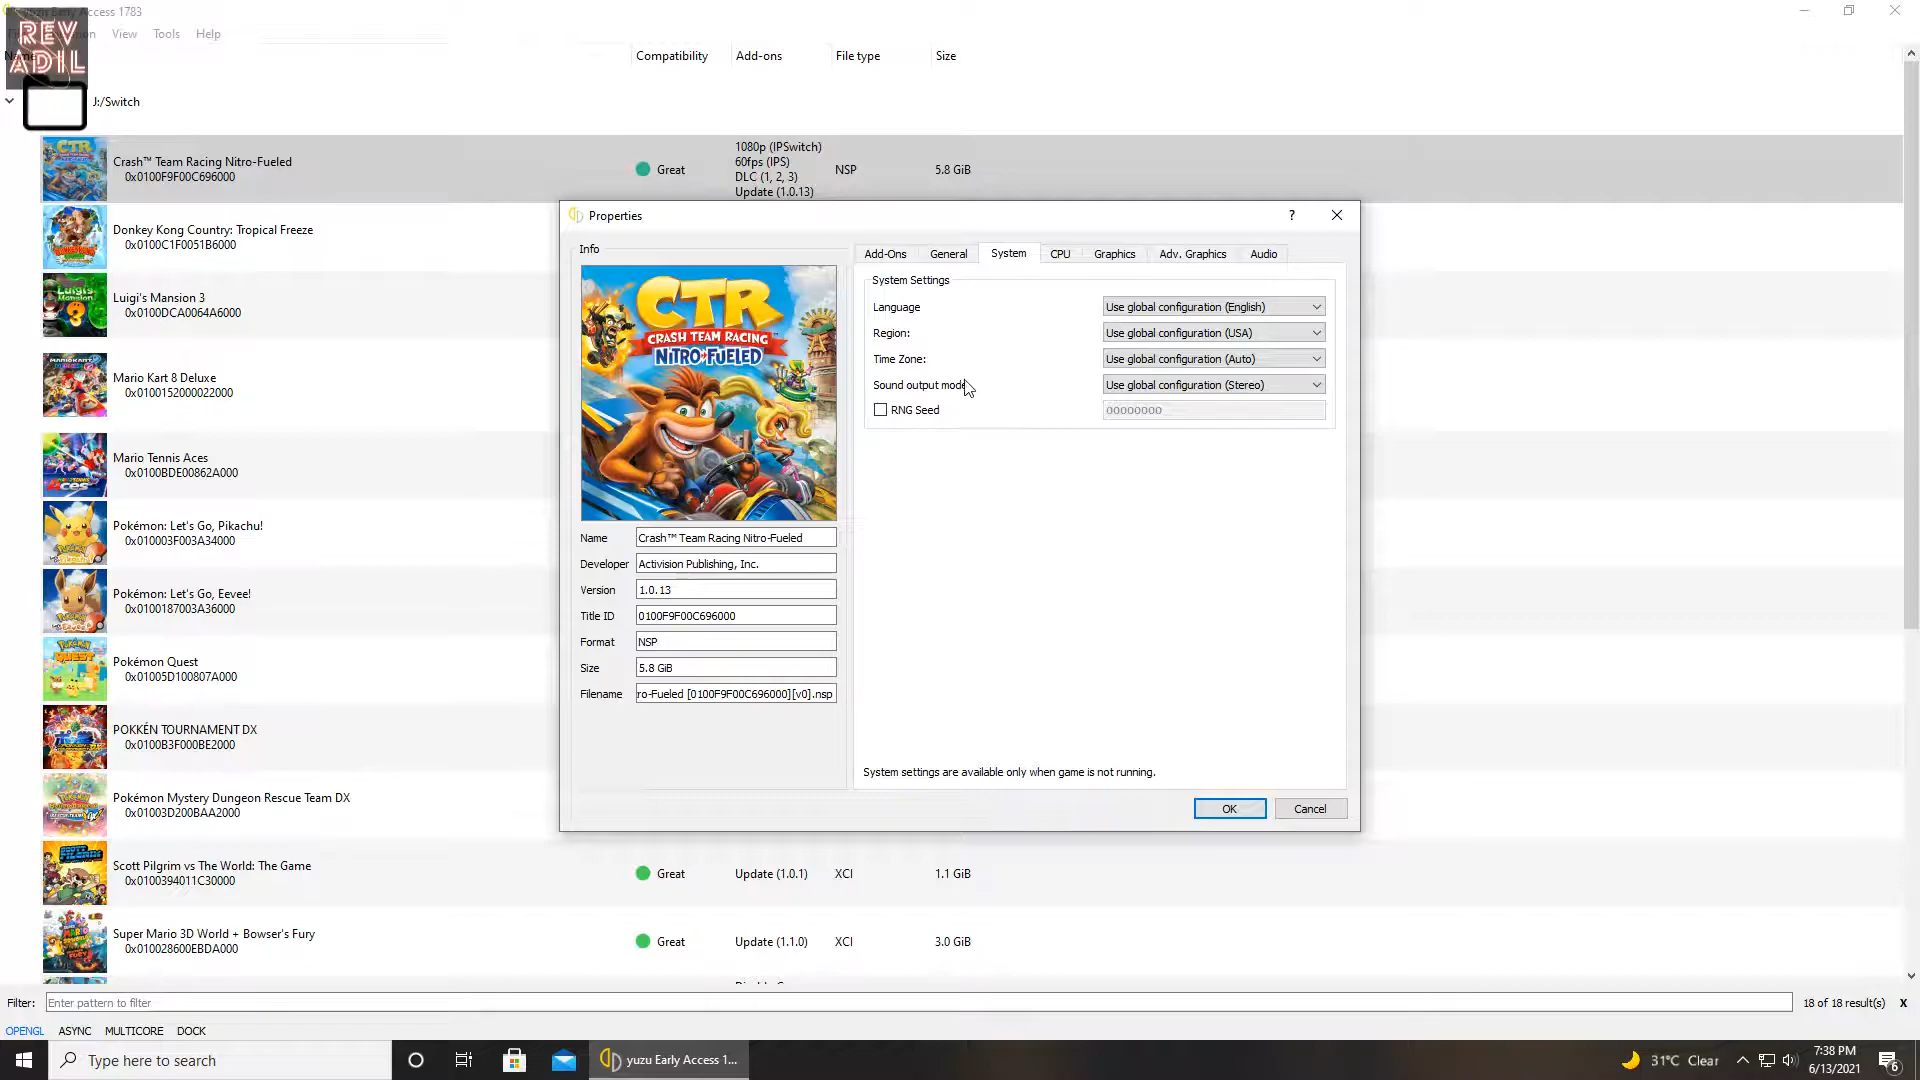 yuzu Early Access 1783
REV
ADIL
View
Tools
Help
Compatibility
Add-ons
File type
Size
J:/Switch
Crash™ Team Racing Nitro-Fueled
0x0100F9F00C696000
Great
1080p (IPSwitch)
60fps (IPS)
DLC (1, 2, 3)
Update (1.0.13)
NSP
5.8 GiB
Donkey Kong Country: Tropical Freeze
0x0100C1F0051B6000
Luigi's Mansion 3
0x0100DCA0064A6000
Mario Kart 8 Deluxe
0x0100152000022000
Mario Tennis Aces
0x0100BDE00862A000
Pokémon: Let's Go, Pikachu!
0x010003F003A34000
Pokémon: Let's Go, Eevee!
0x0100187003A36000
Pokémon Quest
0x01005D100807A000
POKKÉN TOURNAMENT DX
0x0100B3F000BE2000
Pokémon Mystery Dungeon Rescue Team DX
0x01003D200BAA2000
Scott Pilgrim vs The World: The Game
0x0100394011C30000
Great
Update (1.0.1)
XCI
1.1 GiB
Super Mario 3D World + Bowser's Fury
0x010028600EBDA000
Great
Update (1.1.0)
XCI
3.0 GiB
Properties
?
Info
CTR
CRASH TEAM RACING
NITRO-FUELED
Name
Crash™ Team Racing Nitro-Fueled
Developer
Activision Publishing, Inc.
Version
1.0.13
Title ID
0100F9F00C696000
Format
NSP
Size
5.8 GiB
Filename
ro-Fueled [0100F9F00C696000][v0].nsp
Add-Ons
General
System
CPU
Graphics
Adv. Graphics
Audio
System Settings
Language
Use global configuration (English)
Region:
Use global configuration (USA)
Time Zone:
Use global configuration (Auto)
Sound output mode
Use global configuration (Stereo)
RNG Seed
00000000
System settings are available only when game is not running.
OK
Cancel
Filter:
Enter pattern to filter
18 of 18 result(s)
X
OPENGL
ASYNC
MULTICORE
DOCK
Type here to search
yuzu Early Access 1...
31°C Clear
7:38 PM
6/13/2021
6